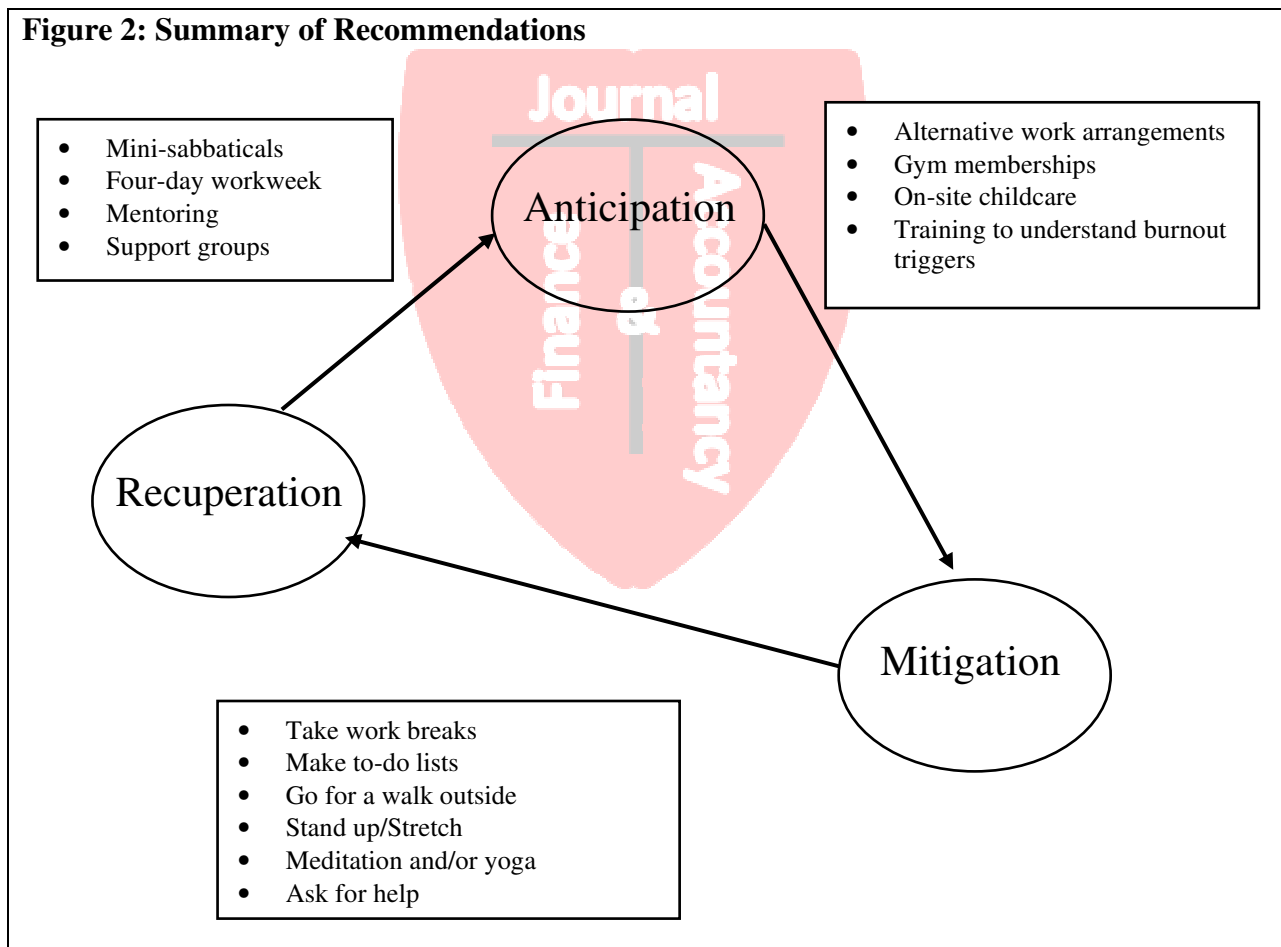 Figure 2: Summary of Recommendations
Journal
of
Finance
Accountancy
• Mini-sabbaticals
• Four-day workweek
• Mentoring
• Support groups
Anticipation
• Alternative work arrangements
• Gym memberships
• On-site childcare
• Training to understand burnout
triggers
Recuperation
Mitigation
• Take work breaks
• Make to-do lists
• Go for a walk outside
• Stand up/Stretch
• Meditation and/or yoga
• Ask for help